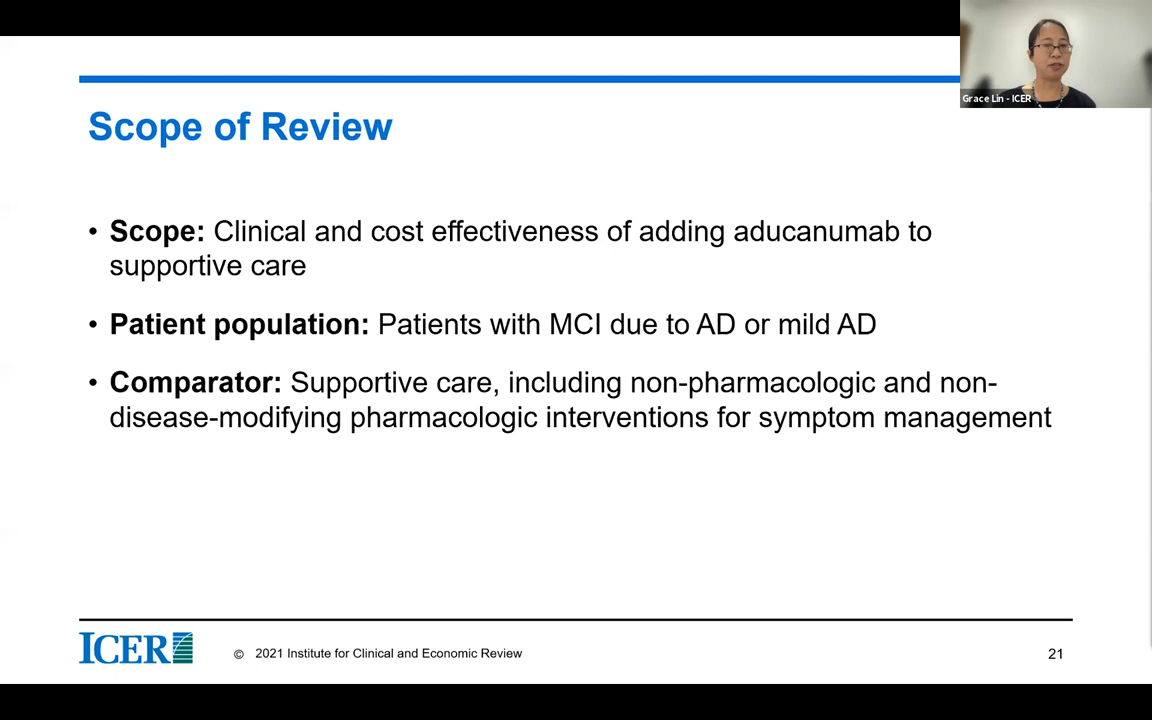 Grace Lin - ICER
Scope of Review
• Scope: Clinical and cost effectiveness of adding aducanumab to
supportive care
• Patient population: Patients with MCI due to AD or mild AD
• Comparator: Supportive care, including non-pharmacologic and non-
disease-modifying pharmacologic interventions for symptom management
ICER
© 2021 Institute for Clinical and Economic Review
21